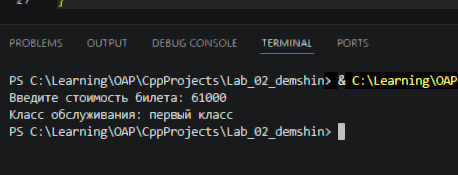 27 }
PROBLEMS OUTPUT DEBUG CONSOLE TERMINAL PORTS
PS C:\Learning\OAP\CppProjects\Lab_02_demshin> & C:\Learning\OAP
Введите стоимость билета: 61000
Класс обслуживания: первый класс
PS C:\Learning\OAP\CppProjects\Lab_02_demshin>